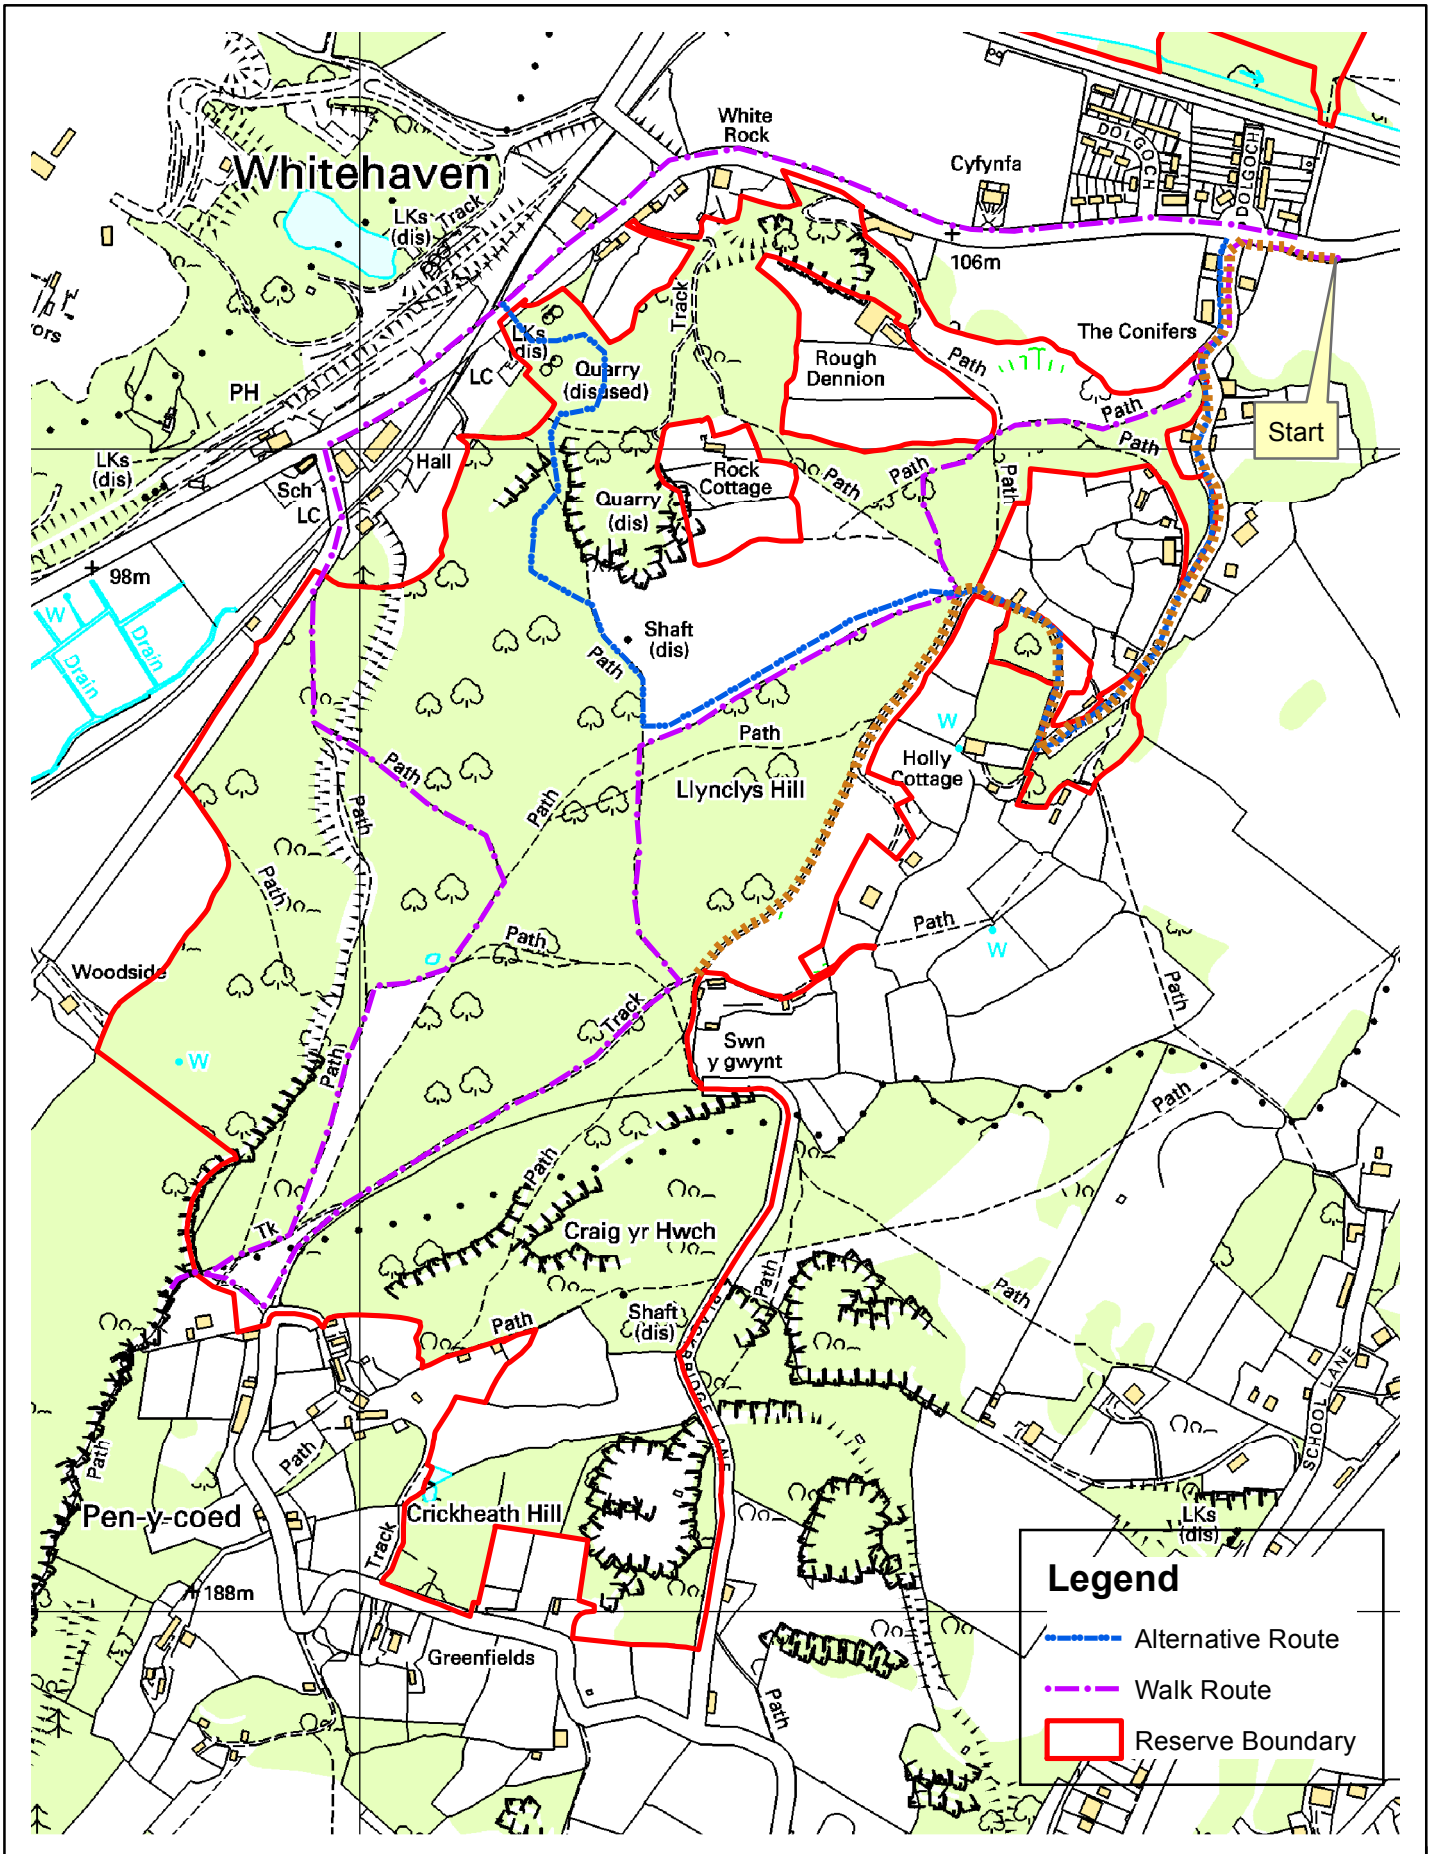 White
Rock
DOLGOCH
DOLGOCH
Cyfynfa
Whitehaven
LKs
(dis)
Track
106m
ors
Track
The Conifers
LKs
(dis)
Quarry
(disused)
Rough
Dennion
Path
PH
LC
Path
Start
Path
LKs
(dis)
Hall
Rock
Cottage
Path
Path
Path
Sch
LC
Quarry
(dis)
98m
W
Drain
Drain
Shaft
(dis)
Path
W
Path
Path
Holly
Cottage
Llynclys Hill
Path
Path
Path
Path
Path
W
Woodside
Path
Track
W
Swn
y gwynt
Path
Path
Path
Tk
Craig yr Hwch
Path
Path
Shaft
(dis)
Path
BLACKBRIDGE LANE
SCHOOL LANE
Path
Path
Pen-y-coed
Crickheath Hill
LKs
(dis)
Track
188m
Greenfields
Path
Legend
Alternative Route
Walk Route
Reserve Boundary